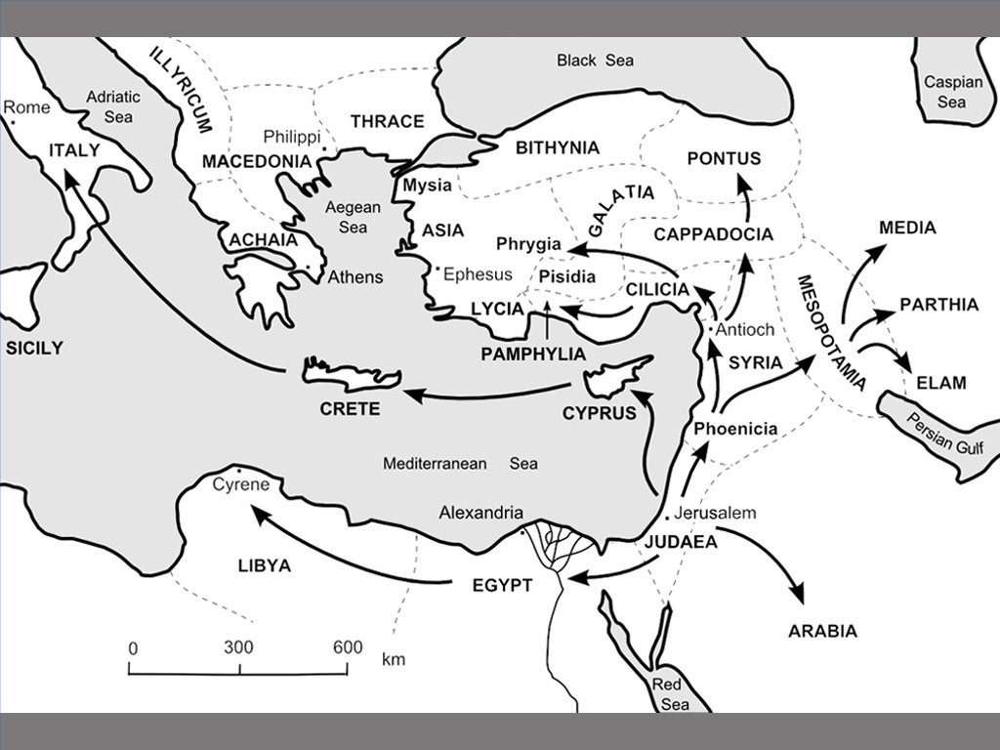 Black Sea
Caspian
Sea
ILLYRICUM
Rome
Adriatic
Sea
THRACE
Philippi
ITALY
MACEDONIA
BITHYNIA
PONTUS
Mysia
GALATIA
Aegean
Sea
ASIA
ACHAIA
Phrygia
CAPPADOCIA
MEDIA
Athens
Ephesus
Pisidia
CILICIA
MESOPOTAMIA
PARTHIA
LYCIA
Antioch
SICILY
PAMPHYLIA
SYRIA
ELAM
CRETE
CYPRUS
Phoenicia
Persian Gulf
Mediterranean Sea
Cyrene
Alexandria
Jerusalem
JUDAEA
LIBYA
EGYPT
ARABIA
0 300 600
km
Red
Sea